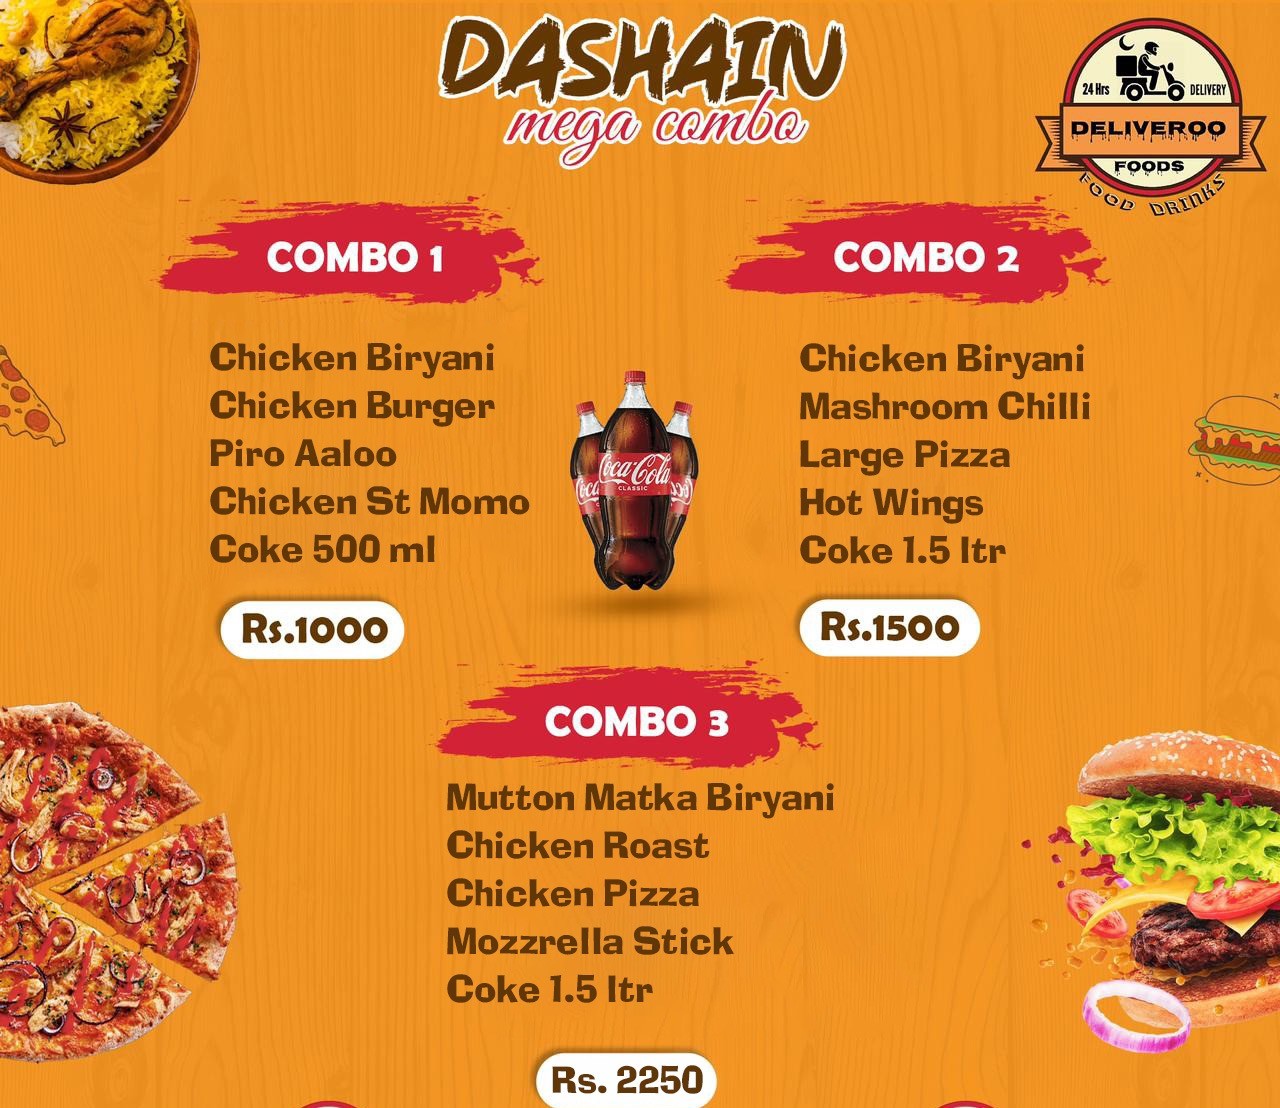 DASHAIN
mega combo
24 Hrs DELIVERY
DELIVEROO
FOODS
FOOD DRINKS
COMBO 1
Chicken Biryani
Chicken Burger
Piro Aaloo
Chicken St Momo
Coke 500 ml
Rs.1000
Coca-Cola
CLASSIC
COMBO 2
Chicken Biryani
Mashroom Chilli
Large Pizza
Hot Wings
Coke 1.5 ltr
Rs.1500
COMBO 3
Mutton Matka Biryani
Chicken Roast
Chicken Pizza
Mozzrella Stick
Coke 1.5 ltr
Rs. 2250